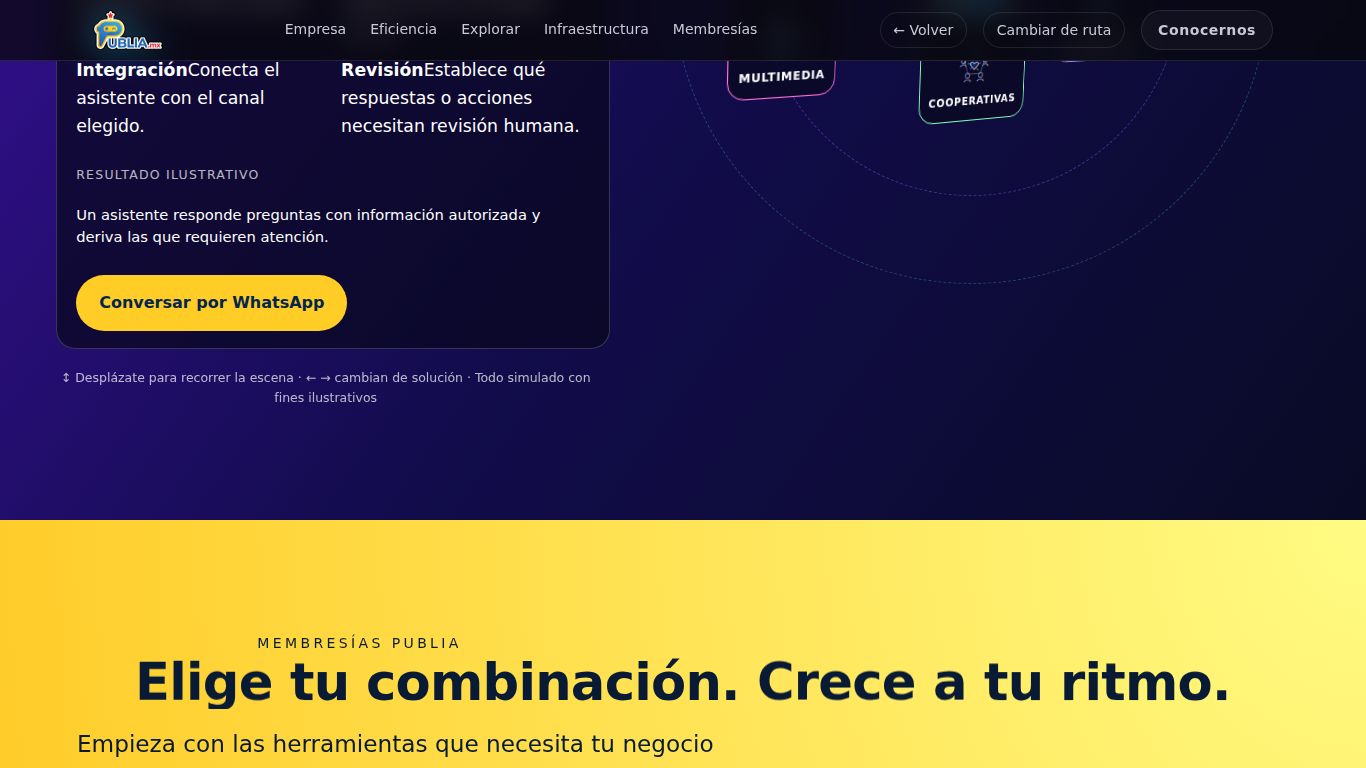 UBLIA.mx
Empresa
Eficiencia
Explorar
Infraestructura
Membresías
← Volver
Cambiar de ruta
Conocernos
IntegraciónConecta el
asistente con el canal
elegido.
RevisiónEstablece qué
respuestas o acciones
necesitan revisión humana.
RESULTADO ILUSTRATIVO
Un asistente responde preguntas con información autorizada y
deriva las que requieren atención.
Conversar por WhatsApp
↕ Desplázate para recorrer la escena · ← → cambian de solución · Todo simulado con
fines ilustrativos
MULTIMEDIA
COOPERATIVAS
MEMBRESÍAS PUBLIA
Elige tu combinación. Crece a tu ritmo.
Empieza con las herramientas que necesita tu negocio